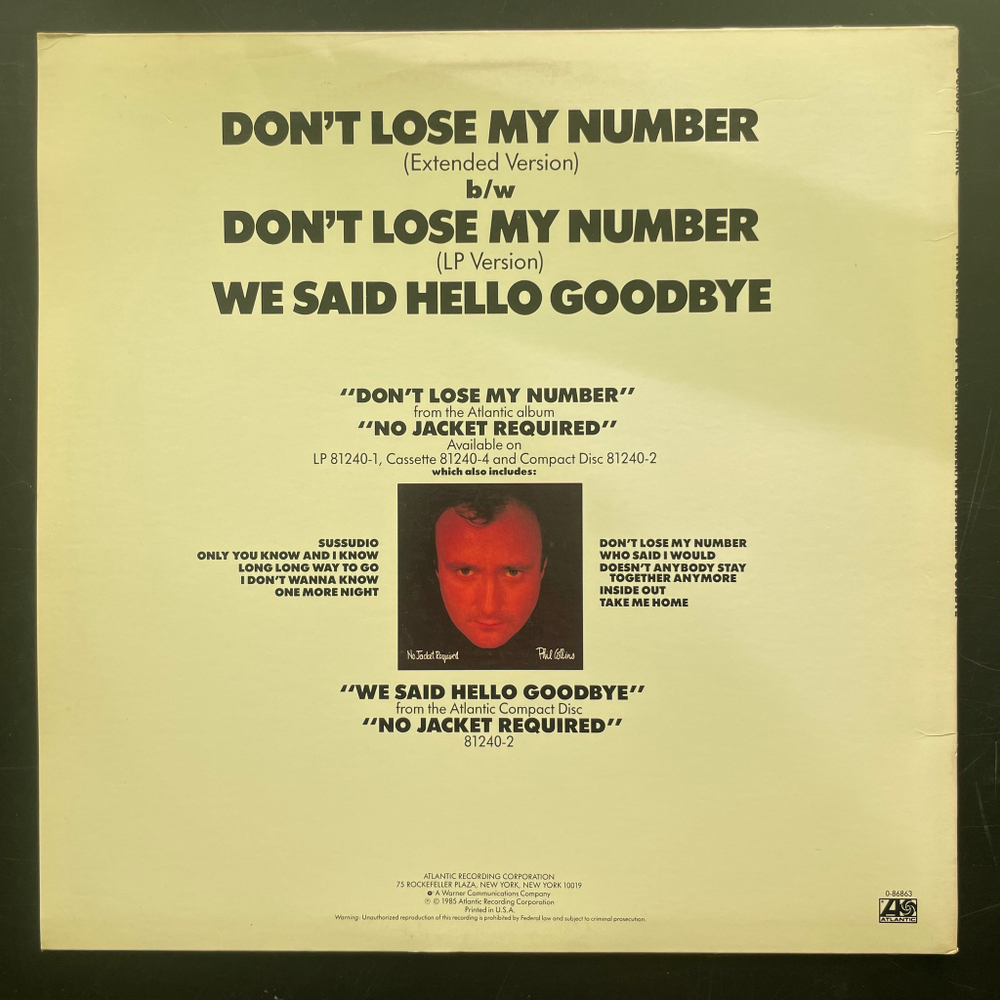 DON'T LOSE MY NUMBER
(Extended Version)
b/w
DON'T LOSE MY NUMBER
(LP Version)
WE SAID HELLO GOODBYE
"DON'T LOSE MY NUMBER"
from the Atlantic album
"NO JACKET REQUIRED"
Available on
LP 81240-1, Cassette 81240-4 and Compact Disc 81240-2
which also includes:
SUSSUDIO
ONLY YOU KNOW AND I KNOW
LONG LONG WAY TO GO
I DON'T WANNA KNOW
ONE MORE NIGHT
No Jacket Required
Phil Collins
DON'T LOSE MY NUMBER
WHO SAID I WOULD
DOESN'T ANYBODY STAY
TOGETHER ANYMORE
INSIDE OUT
TAKE ME HOME
"WE SAID HELLO GOODBYE"
from the Atlantic Compact Disc
"NO JACKET REQUIRED"
81240-2
ATLANTIC RECORDING CORPORATION
75 ROCKEFELLER PLAZA, NEW YORK, NEW YORK 10019
A Warner Communications Company
℗ © 1985 Atlantic Recording Corporation
Printed in U.S.A.
Warning: Unauthorized reproduction of this recording is prohibited by Federal law and subject to criminal prosecution.
0-86863
ATLANTIC